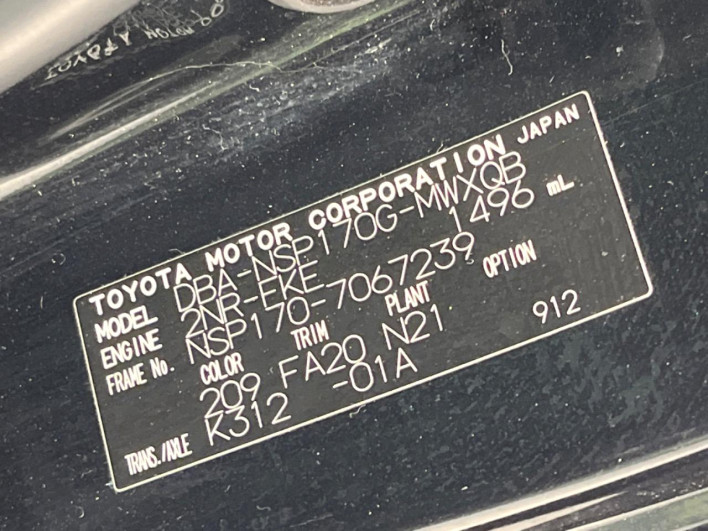 TOYOTA MOTOR CORPORATION JAPAN
MODEL DBA-NSP170G-MWXQB
ENGINE 2NR-FKE 1496 mL
FRAME No. NSP170-7067239
COLOR TRIM PLANT OPTION
209 FA20 N21 912
TRANS./AXLE K312 -01A